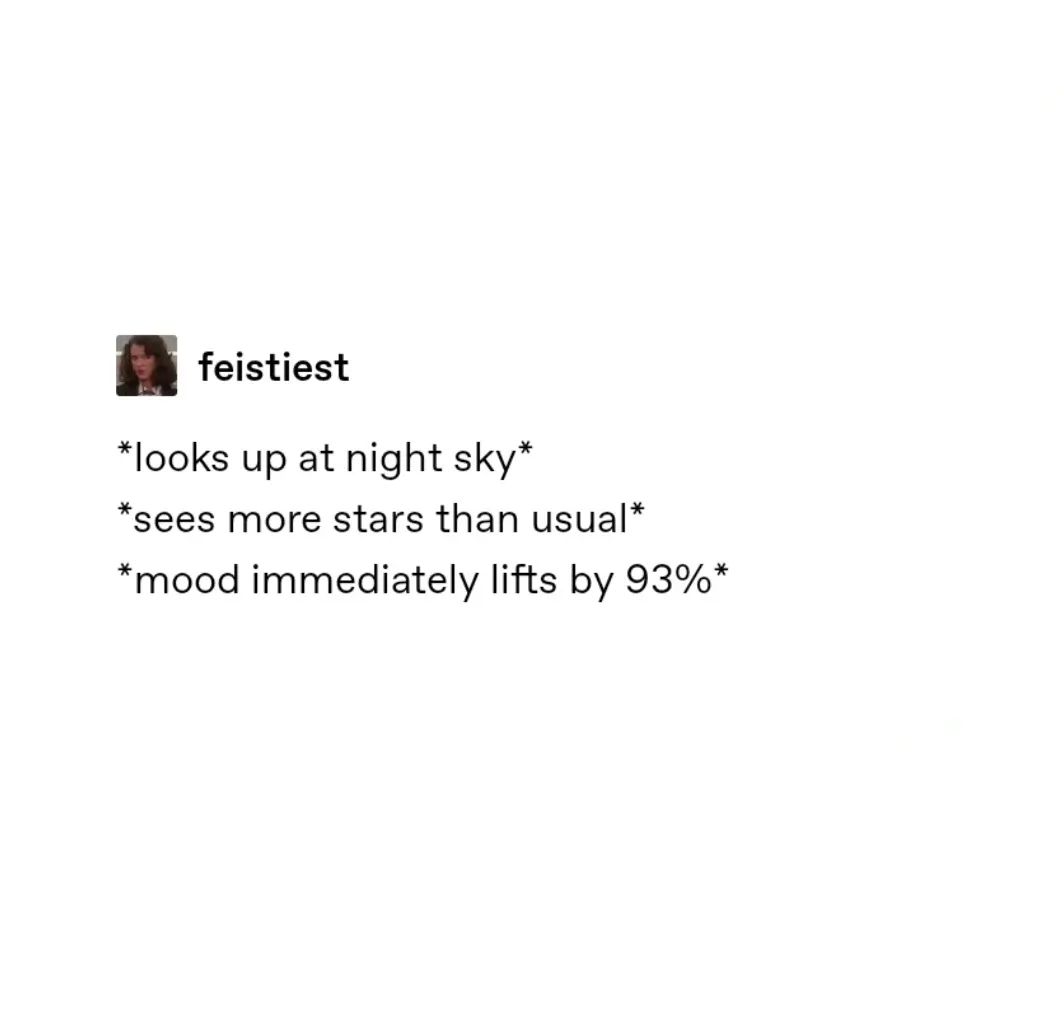 feistiest
*looks up at night sky*
*sees more stars than usual*
*mood immediately lifts by 93%*